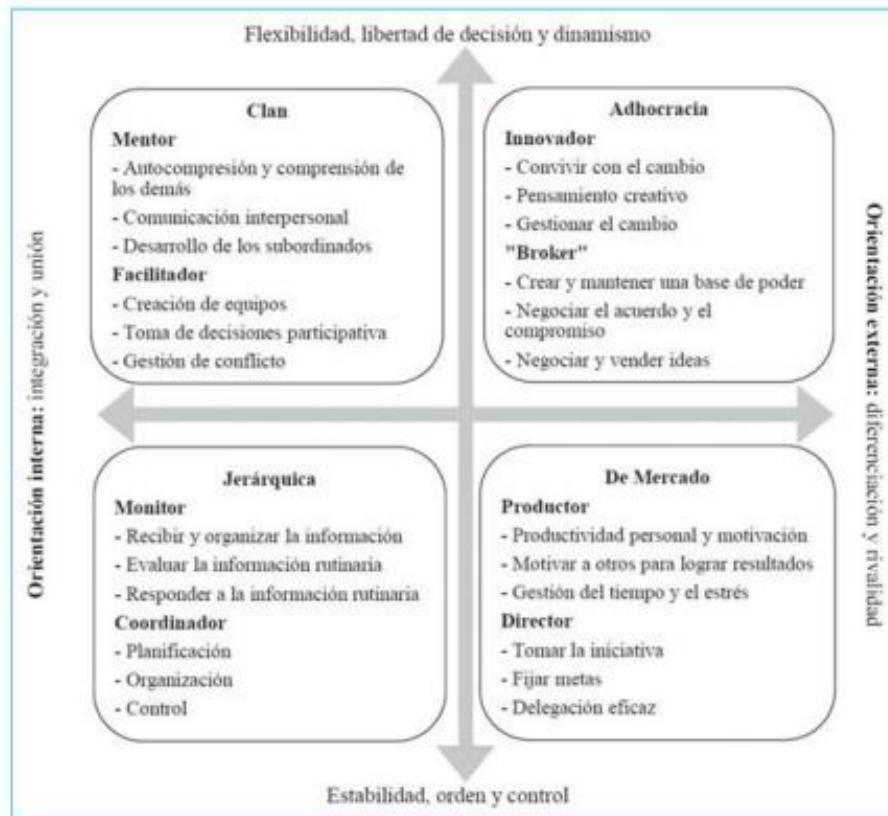 Flexibilidad, libertad de decisión y dinamismo
Orientación interna: integración y unión
Clan
Mentor
- Autocompresión y comprensión de
los demás
- Comunicación interpersonal
- Desarrollo de los subordinados
Facilitador
- Creación de equipos
- Toma de decisiones participativa
- Gestión de conflicto
Adhocracia
Innovador
- Convivir con el cambio
- Pensamiento creativo
- Gestionar el cambio
"Broker"
- Crear y mantener una base de poder
- Negociar el acuerdo y el
compromiso
- Negociar y vender ideas
Orientación externa: diferenciación y rivalidad
Jerárquica
Monitor
- Recibir y organizar la información
- Evaluar la información rutinaria
- Responder a la información rutinaria
Coordinador
- Planificación
- Organización
- Control
De Mercado
Productor
- Productividad personal y motivación
- Motivar a otros para lograr resultados
- Gestión del tiempo y el estrés
Director
- Tomar la iniciativa
- Fijar metas
- Delegación eficaz
Estabilidad, orden y control